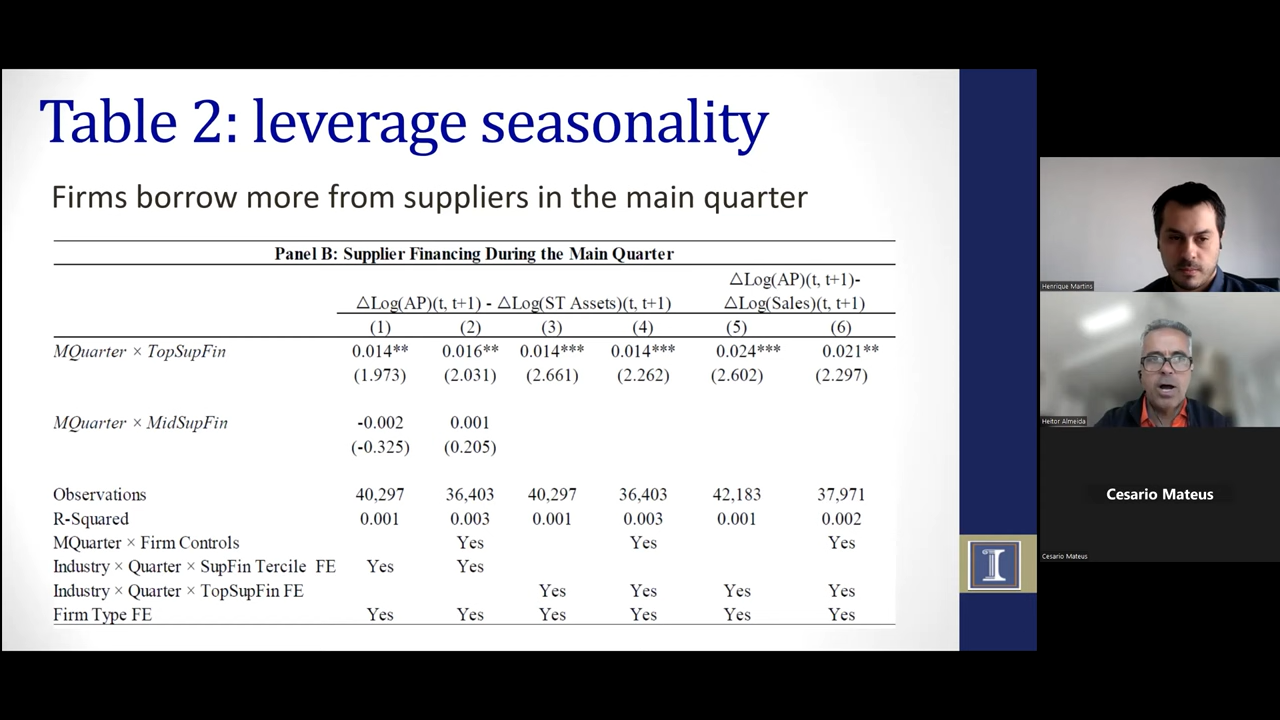 Table 2: leverage seasonality
Firms borrow more from suppliers in the main quarter
Panel B: Supplier Financing During the Main Quarter
△Log(AP)(t, t+1) - △Log(ST Assets)(t, t+1)
△Log(AP)(t, t+1)-
△Log(Sales)(t, t+1)
(1) (2) (3) (4) (5) (6)
MQuarter × TopSupFin 0.014** 0.016** 0.014*** 0.014*** 0.024*** 0.021**
(1.973) (2.031) (2.661) (2.262) (2.602) (2.297)
MQuarter × MidSupFin -0.002 0.001
(-0.325) (0.205)
Observations 40,297 36,403 40,297 36,403 42,183 37,971
R-Squared 0.001 0.003 0.001 0.003 0.001 0.002
MQuarter × Firm Controls Yes Yes Yes
Industry × Quarter × SupFin Tercile FE Yes Yes
Industry × Quarter × TopSupFin FE Yes Yes Yes Yes
Firm Type FE Yes Yes Yes Yes Yes Yes
I
Henrique Martins
Heitor Almeida
Cesario Mateus
Cesario Mateus